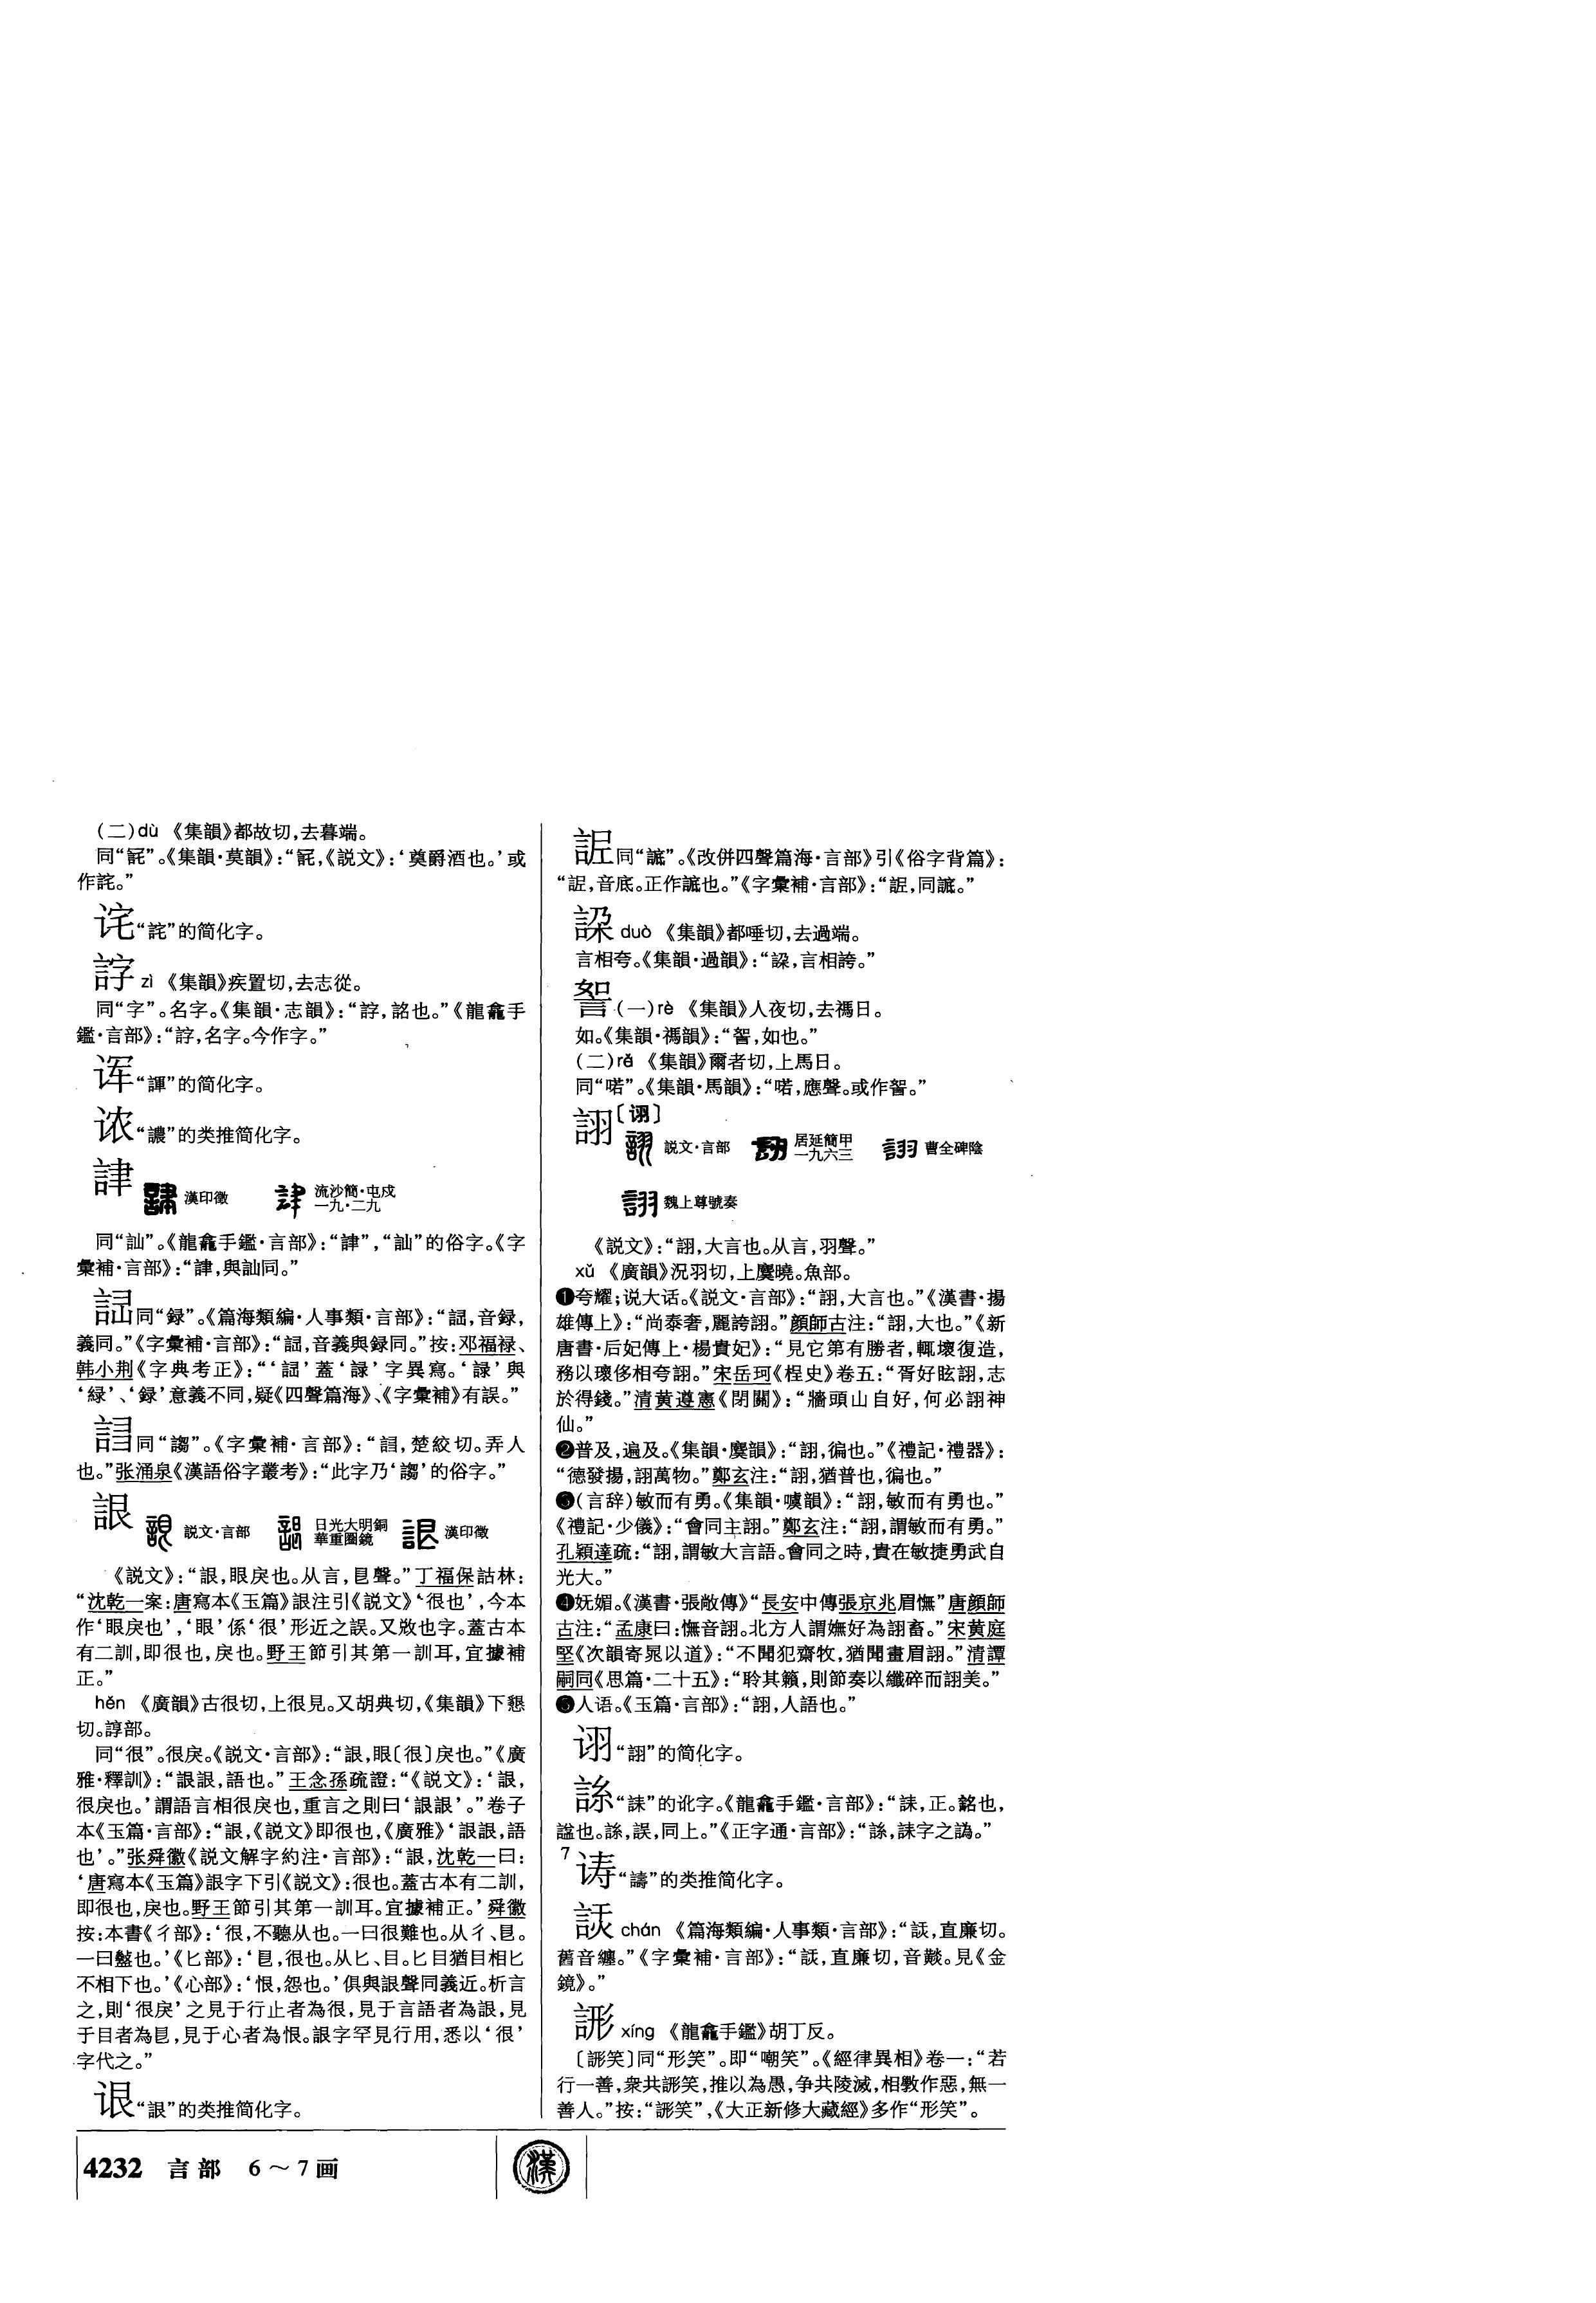 (二)dù 《集韻》都故切,去暮端。
同“㓃”。《集韻·莫韻》:“㓃,《説文》:‘奠爵酒也。’或
作詫。”
诧“詫”的简化字。
䛎 zì 《集韻》疾置切,去志從。
同“字”。名字。《集韻·志韻》:“䛎,詺也。”《龍龕手
鑑·言部》:“䛎,名字。今作字。”
诨“諢”的简化字。
𬣡“譨”的类推简化字。
漢印徵 流沙簡·屯戍
一九·二九
同“訕”。《龍龕手鑑·言部》:“ ”,“訕”的俗字。《字
彙補·言部》:“ ,與訕同。”
同“録”。《篇海類編·人事類·言部》:“ ,音録,
義同。”《字彙補·言部》:“ ,音義與録同。”按:邓福禄、
韩小荆《字典考正》:“‘ ’蓋‘䚄’字異寫。‘䚄’與
‘緑’、‘録’意義不同,疑《四聲篇海》、《字彙補》有誤。”
同“謅”。《字彙補·言部》:“ ,楚絞切。弄人
也。”张涌泉《漢語俗字叢考》:“此字乃‘謅’的俗字。”
詪 説文·言部 日光大明銅
華重圈鏡 漢印徵
《説文》:“詪,眼戾也。从言,㫐聲。”丁福保詁林:
“沈乾一案:唐寫本《玉篇》詪注引《説文》‘很也’,今本
作‘眼戾也’,‘眼’係‘很’形近之誤。又敚也字。蓋古本
有二訓,即很也,戾也。野王節引其第一訓耳,宜據補
正。”
hěn 《廣韻》古很切,上很見。又胡典切,《集韻》下懇
切。諄部。
同“很”。很戾。《説文·言部》:“詪,眼〔很〕戾也。”《廣
雅·釋訓》:“詪詪,語也。”王念孫疏證:“《説文》:‘詪,
很戾也。’謂語言相很戾也,重言之則曰‘詪詪’。”卷子
本《玉篇·言部》:“詪,《説文》即很也,《廣雅》‘詪詪,語
也’。”张舜徽《説文解字約注·言部》:“詪,沈乾一曰:
‘唐寫本《玉篇》詪字下引《説文》:很也。蓋古本有二訓,
即很也,戾也。野王節引其第一訓耳。宜據補正。’舜徽
按:本書《彳部》:‘很,不聽从也。一曰很難也。从彳、㫐。
一曰盭也。’《匕部》:‘㫐,很也。从匕、目。匕目猶目相匕
不相下也。’《心部》:‘恨,怨也。’俱與詪聲同義近。析言
之,則‘很戾’之見于行止者為很,見于言語者為詪,見
于目者為㫐,見于心者為恨。詪字罕見行用,悉以‘很’
字代之。”
“詪”的类推简化字。
同“䛤”。《改併四聲篇海·言部》引《俗字背篇》:
“ ,音底。正作 也。”《字彙補·言部》:“ ,同 。”
duò 《集韻》都唾切,去過端。
言相夸。《集韻·過韻》:“ ,言相誇。”
(一)rè 《集韻》人夜切,去禡日。
如。《集韻·禡韻》:“ ,如也。”
(二)rě 《集韻》爾者切,上馬日。
同“喏”。《集韻·馬韻》:“喏,應聲。或作 。”
詡〔诩〕
説文·言部 居延簡甲
一九六三 曹全碑陰
魏上尊號奏
《説文》:“詡,大言也。从言,羽聲。”
xǔ 《廣韻》況羽切,上麌曉。魚部。
❶夸耀;说大话。《説文·言部》:“詡,大言也。”《漢書·揚
雄傳上》:“尚泰奢,麗誇詡。”顔師古注:“詡,大也。”《新
唐書·后妃傳上·楊貴妃》:“見它第有勝者,輒壞復造,
務以瓌侈相夸詡。”宋岳珂《桯史》卷五:“胥好眩詡,志
於得錢。”清黄遵憲《閉關》:“牆頭山自好,何必詡神
仙。”
❷普及,遍及。《集韻·麌韻》:“詡,徧也。”《禮記·禮器》:
“德發揚,詡萬物。”鄭玄注:“詡,猶普也,徧也。”
❸(言辞)敏而有勇。《集韻·噳韻》:“詡,敏而有勇也。”
《禮記·少儀》:“會同主詡。”鄭玄注:“詡,謂敏而有勇。”
孔穎達疏:“詡,謂敏大言語。會同之時,貴在敏捷勇武自
光大。”
❹妩媚。《漢書·張敞傳》“長安中傳張京兆眉憮”唐顔師
古注:“孟康曰:憮音詡。北方人謂嫵好為詡畜。”宋黄庭
堅《次韻寄晁以道》:“不聞犯齋牧,猶聞畫眉詡。”清譚
嗣同《思篇·二十五》:“聆其籟,則節奏以纖碎而詡美。”
❺人语。《玉篇·言部》:“詡,人語也。”
诩“詡”的简化字。
“誄”的讹字。《龍龕手鑑·言部》:“誄,正。銘也,
諡也。 ,誤,同上。”《正字通·言部》:“ ,誄字之譌。”
7
“譸”的类推简化字。
chán 《篇海類編·人事類·言部》:“ ,直廉切。
舊音纏。”《字彙補·言部》:“ ,直廉切,音 。見《金
鏡》。”
xíng 《龍龕手鑑》胡丁反。
〔 笑〕同“形笑”。即“嘲笑”。《經律異相》卷一:“若
行一善,衆共 笑,推以為愚,争共陵滅,相斆作惡,無一
善人。”按:“ 笑”,《大正新修大藏經》多作“形笑”。
4232 言部 6～7画
漢